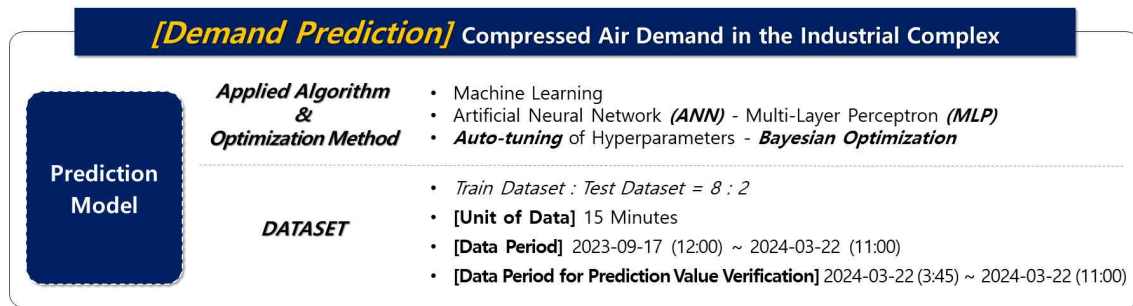 [Demand Prediction] Compressed Air Demand in the Industrial Complex
Prediction
Model
Applied Algorithm
&
Optimization Method
• Machine Learning
• Artificial Neural Network (ANN) - Multi-Layer Perceptron (MLP)
• Auto-tuning of Hyperparameters - Bayesian Optimization
DATASET
• Train Dataset : Test Dataset = 8 : 2
• [Unit of Data] 15 Minutes
• [Data Period] 2023-09-17 (12:00) ~ 2024-03-22 (11:00)
• [Data Period for Prediction Value Verification] 2024-03-22 (3:45) ~ 2024-03-22 (11:00)